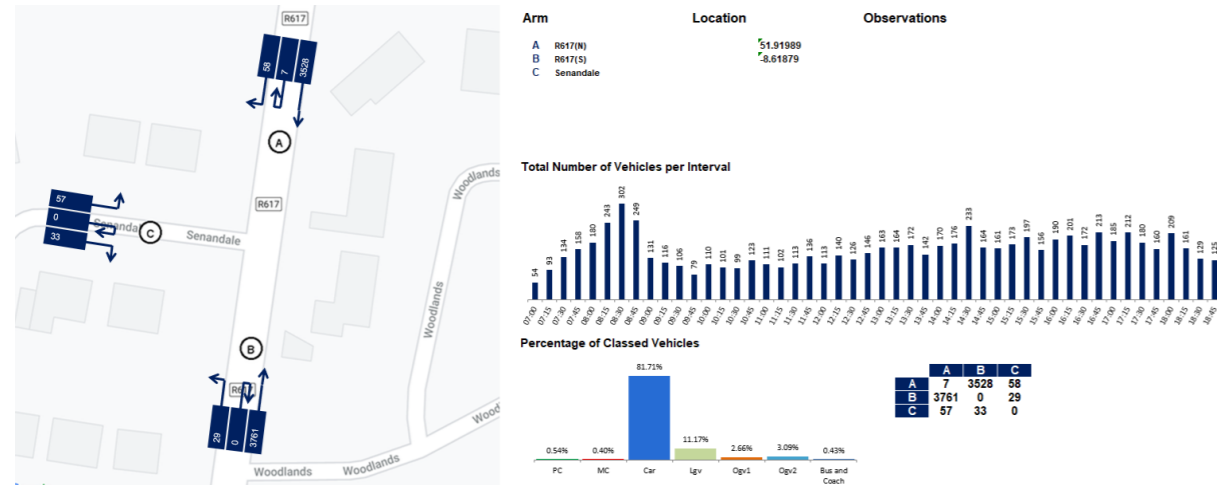 R617
58
7
3528
A
R617
57
0
33
Senandale
C
Senandale
Woodlands
Woodlands
B
R617
29
0
3761
Woodlands
Woodlands
Arm Location Observations
A R617(N) 51.91989
B R617(S) -8.61879
C Senandale
Total Number of Vehicles per Interval
54 93 134 158 180 243 302 249 131 116 106 79 110 101 99 123 111 102 113 136 113 140 126 146 163 164 172 142 170 176 233 164 161 173 197 156 190 201 172 213 185 212 180 160 209 161 129 125
07:00 07:15 07:30 07:45 08:00 08:15 08:30 08:45 09:00 09:15 09:30 09:45 10:00 10:15 10:30 10:45 11:00 11:15 11:30 11:45 12:00 12:15 12:30 12:45 13:00 13:15 13:30 13:45 14:00 14:15 14:30 14:45 15:00 15:15 15:30 15:45 16:00 16:15 16:30 16:45 17:00 17:15 17:30 17:45 18:00 18:15 18:30 18:45
Percentage of Classed Vehicles
0.54% 0.40% 81.71% 11.17% 2.66% 3.09% 0.43%
PC MC Car Lgv Ogv1 Ogv2 Bus and
Coach
A B C
A 7 3528 58
B 3761 0 29
C 57 33 0